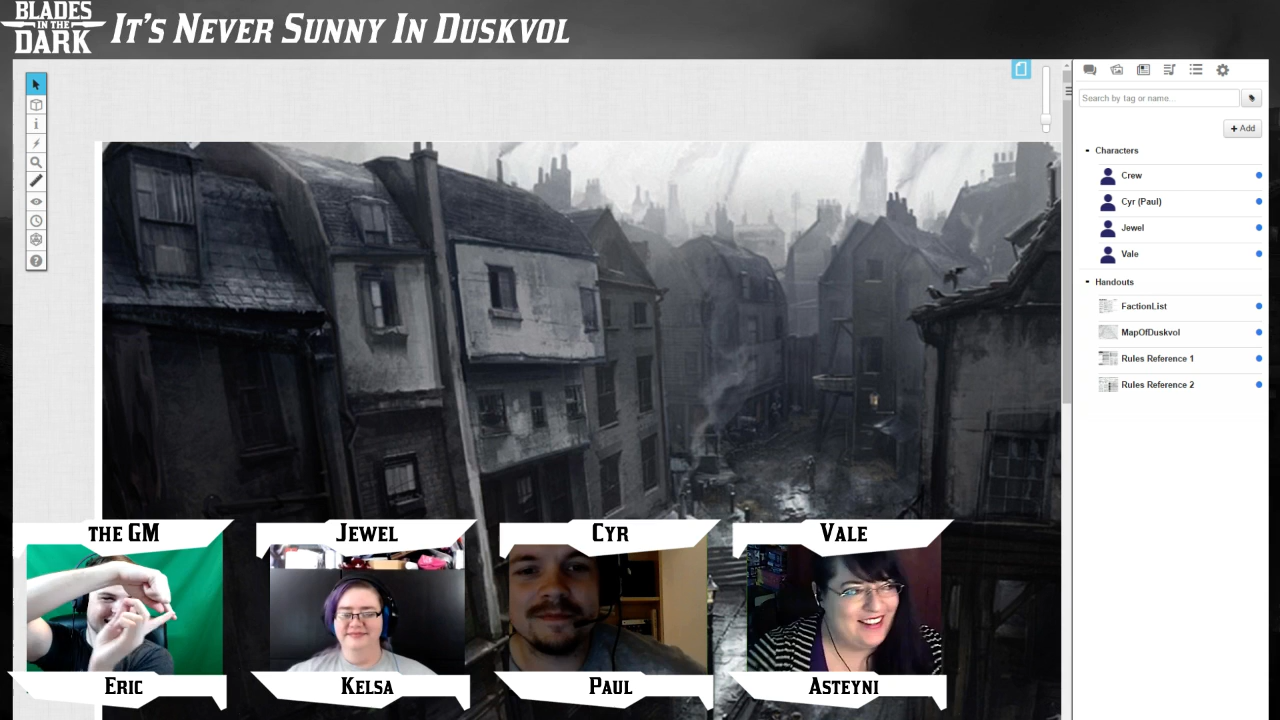 BLADES
IN THE
DARK
It's Never Sunny In Duskvol
Search by tag or name...
+ Add
Characters
Crew
Cyr (Paul)
Jewel
Vale
Handouts
FactionList
MapOfDuskvol
Rules Reference 1
Rules Reference 2
the GM
Jewel
Cyr
Vale
Eric
Kelsa
Paul
Asteyni